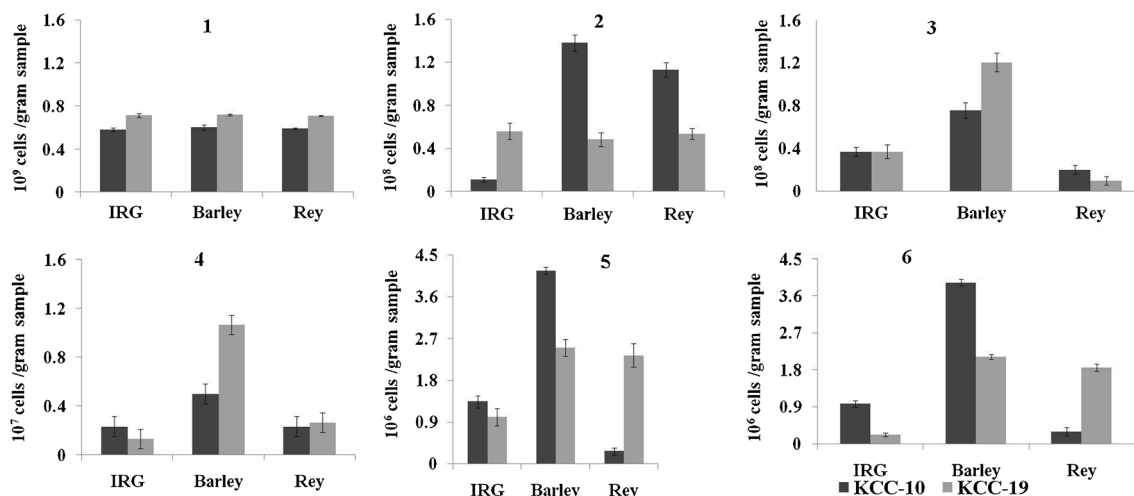 1
10⁹ cells /gram sample
1.6
1.2
0.8
0.4
0
IRG Barley Rey
2
10⁸ cells /gram sample
1.6
1.2
0.8
0.4
0
IRG Barley Rey
3
10⁸ cells /gram sample
1.6
1.2
0.8
0.4
0
IRG Barley Rey
4
10⁷ cells /gram sample
1.6
1.2
0.8
0.4
0
IRG Barley Rey
5
10⁶ cells /gram sample
4.5
3.6
2.7
1.8
0.9
0
IRG Barley Rey
6
10⁶ cells /gram sample
4.5
3.6
2.7
1.8
0.9
0
IRG Barley Rey
KCC-10 KCC-19